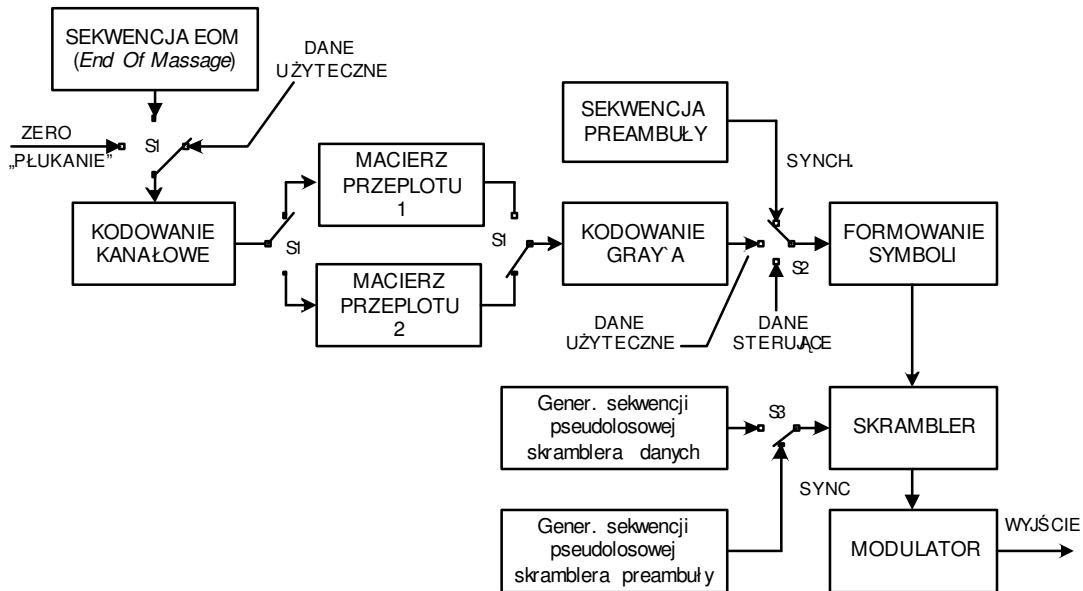 SEKWENCJA EOM
(End Of Massage)
DANE
UŻYTECZNE
ZERO
„PŁUKANIE”
S1
KODOWANIE
KANAŁOWE
S1
MACIERZ
PRZEPLOTU
1
MACIERZ
PRZEPLOTU
2
S1
SEKWENCJA
PREAMBUŁY
SYNCH.
KODOWANIE
GRAY`A
S2
DANE
UŻYTECZNE
DANE
STERUJĄCE
FORMOWANIE
SYMBOLI
Gener. sekwencji
pseudolosowej
skramblera danych
S3
SKRAMBLER
SYNC
Gener. sekwencji
pseudolosowej
skramblera preambuły
MODULATOR
WYJŚCIE